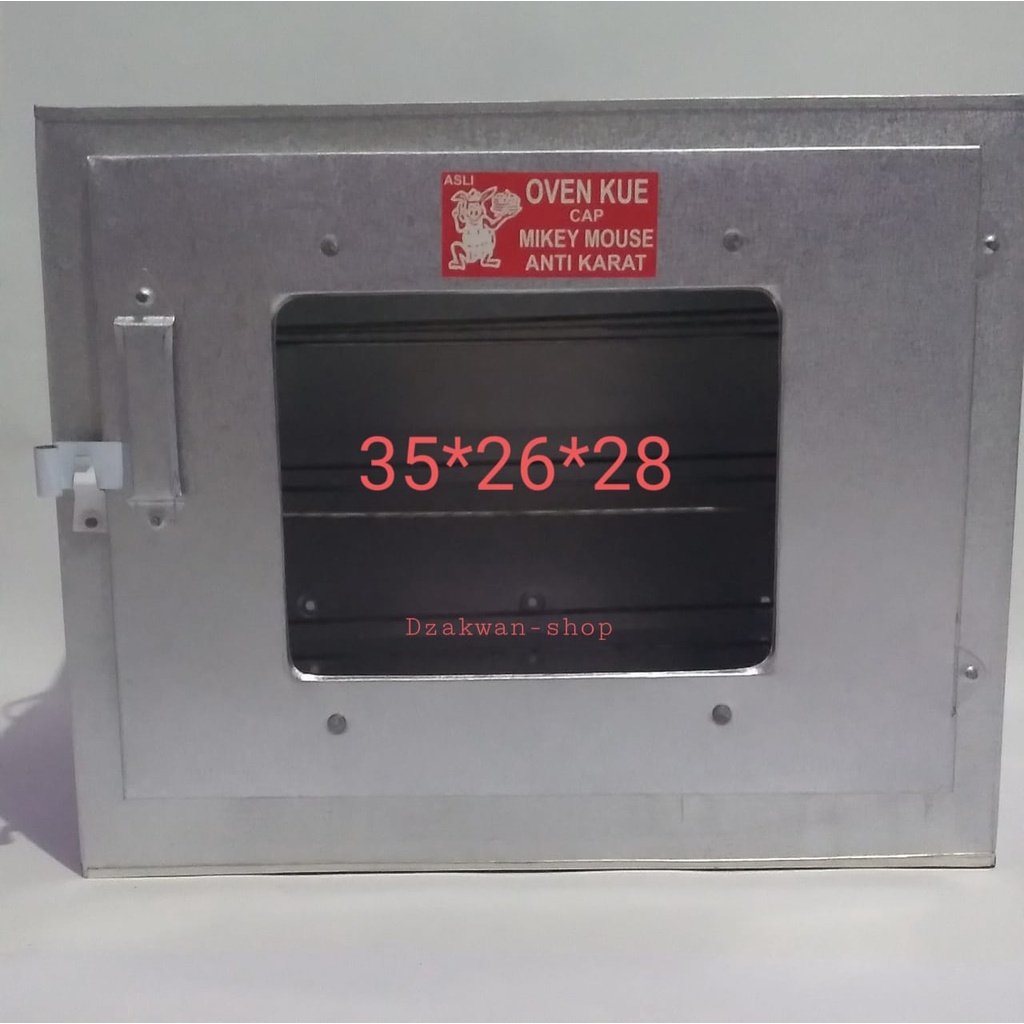 ASLI
OVEN KUE
CAP
MIKEY MOUSE
ANTI KARAT
35*26*28
Dzakwan-shop